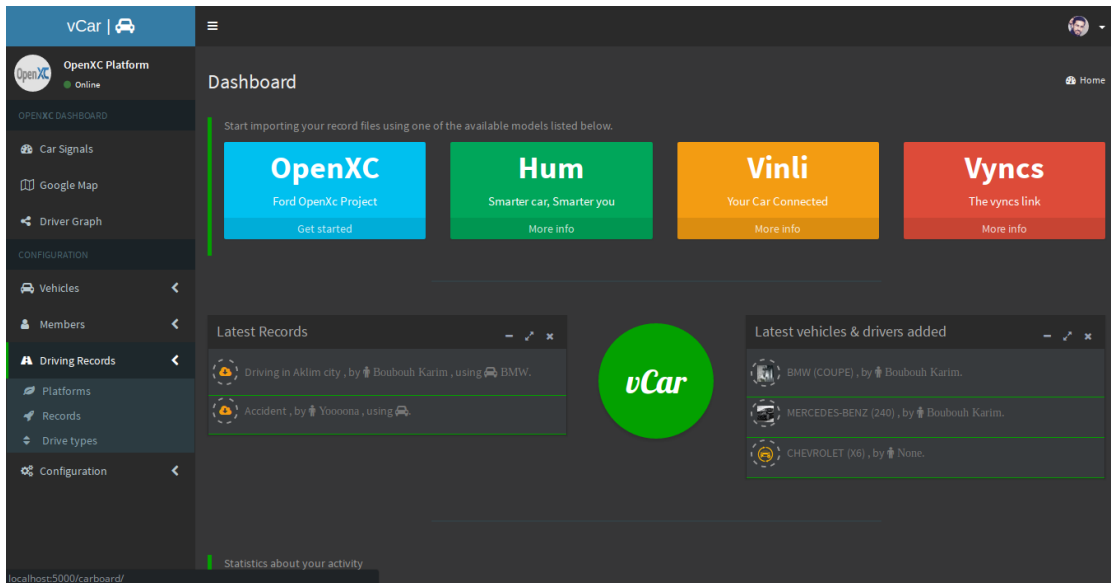 vCar |
OpenXC Platform
Online
OpenXC
OPENXC DASHBOARD
Car Signals
Google Map
Driver Graph
CONFIGURATION
Vehicles
Members
Driving Records
Platforms
Records
Drive types
Configuration
localhost:5000/carboard/
Dashboard
Home
Start importing your record files using one of the available models listed below.
OpenXC
Ford OpenXc Project
Get started
Hum
Smarter car, Smarter you
More info
Vinli
Your Car Connected
More info
Vyncs
The vyncs link
More info
Latest Records
Driving in Aklim city , by Boubouh Karim , using BMW.
Accident , by Yoooona , using .
vCar
Latest vehicles & drivers added
BMW (COUPE) , by Boubouh Karim.
MERCEDES-BENZ (240) , by Boubouh Karim.
CHEVROLET (X6) , by None.
Statistics about your activity